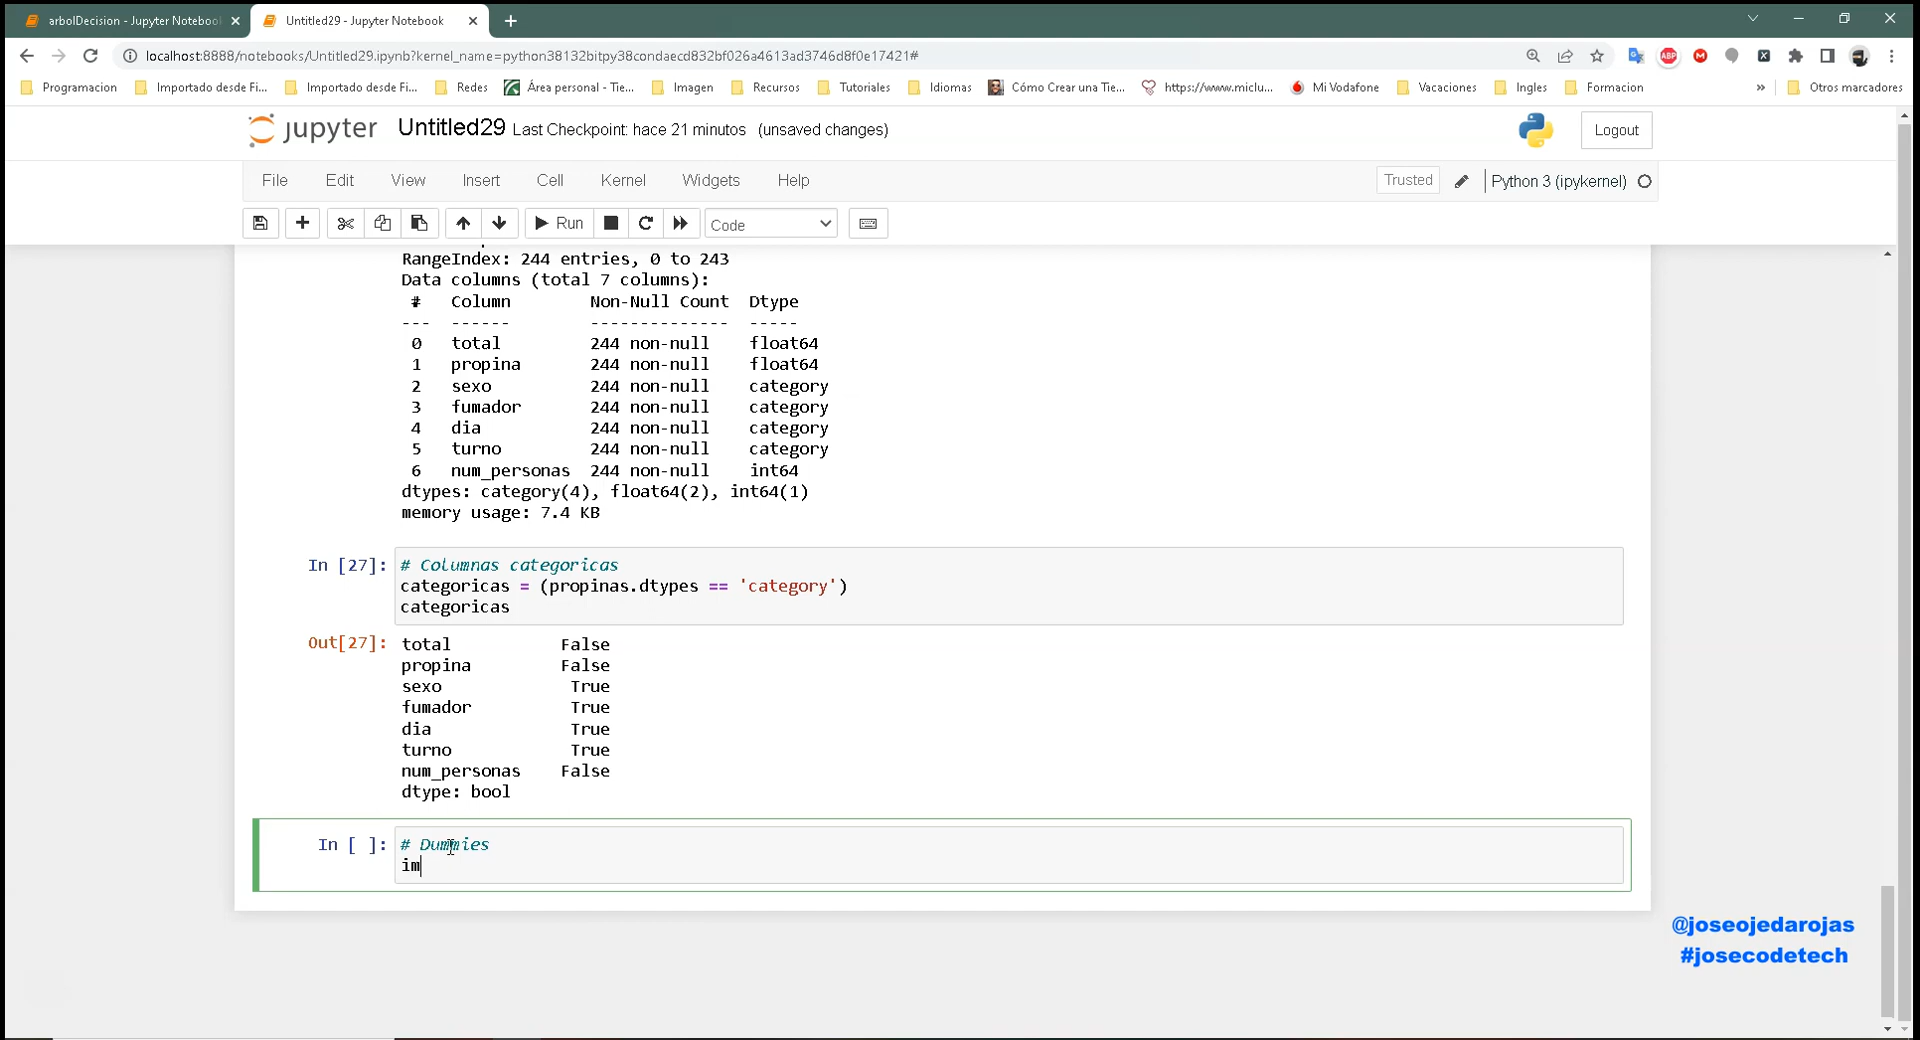 arbolDecision - Jupyter Notebook
Untitled29 - Jupyter Notebook
localhost:8888/notebooks/Untitled29.ipynb?kernel_name=python38132bitpy38condaecd832bf026a4613ad3746d8f0e17421#
ABP
M
X
Programacion Importado desde Fi... Importado desde Fi... Redes Área personal - Tie... Imagen Recursos Tutoriales Idiomas Cómo Crear una Tie... https://www.miclu... Mi Vodafone Vacaciones Ingles Formacion » Otros marcadores
jupyter Untitled29 Last Checkpoint: hace 21 minutos (unsaved changes)
Logout
File Edit View Insert Cell Kernel Widgets Help
Trusted Python 3 (ipykernel)
Run Code
RangeIndex: 244 entries, 0 to 243
Data columns (total 7 columns):
# Column Non-Null Count Dtype
--- ------ -------------- -----
0 total 244 non-null float64
1 propina 244 non-null float64
2 sexo 244 non-null category
3 fumador 244 non-null category
4 dia 244 non-null category
5 turno 244 non-null category
6 num_personas 244 non-null int64
dtypes: category(4), float64(2), int64(1)
memory usage: 7.4 KB
In [27]: # Columnas categoricas
categoricas = (propinas.dtypes == 'category')
categoricas
Out[27]: total False
propina False
sexo True
fumador True
dia True
turno True
num_personas False
dtype: bool
In [ ]: # Dummies
im
@joseojedarojas
#josecodetech